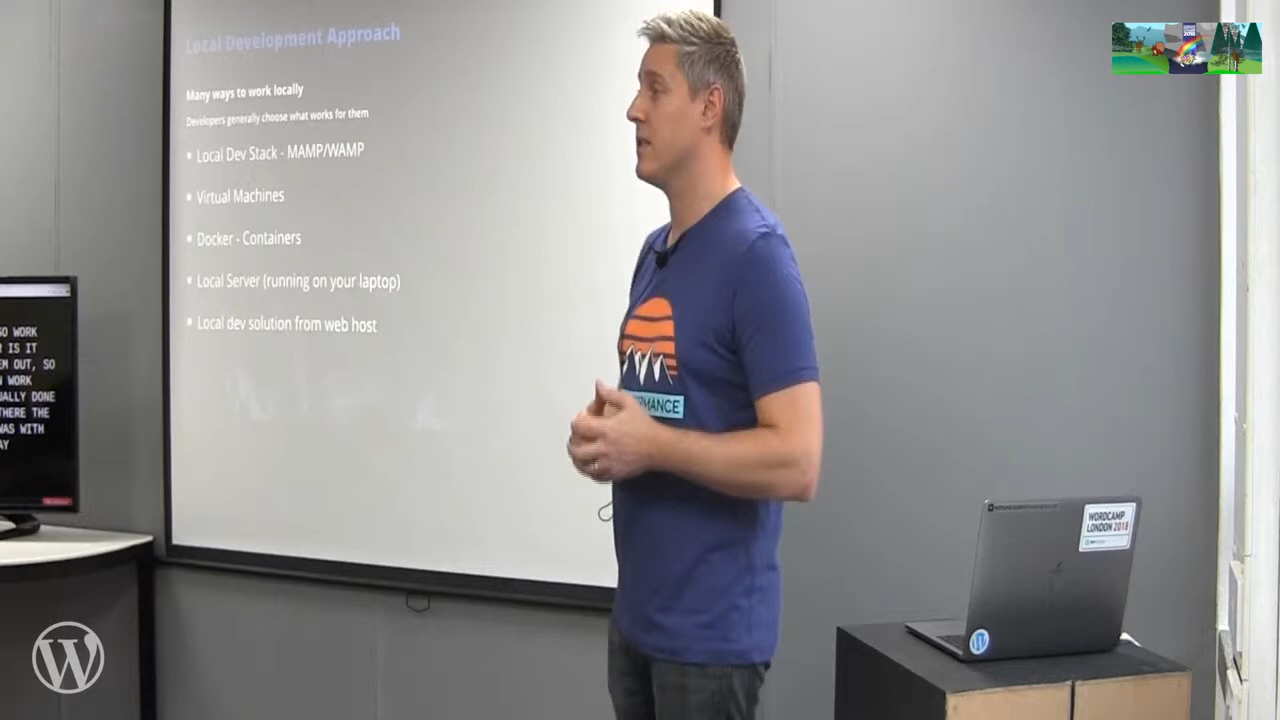 Local Development Approach
Many ways to work locally
Developers generally choose what works for them
• Local Dev Stack - MAMP/WAMP
• Virtual Machines
• Docker - Containers
• Local Server (running on your laptop)
• Local dev solution from web host
SO WORK
IS IT
EM OUT, SO
WORK
UALLY DONE
THERE THE
WAS WITH
AY
WORDCAMP
LONDON 2018